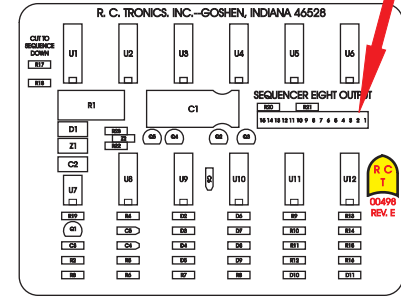 R. C. TRONICS. INC.--GOSHEN, INDIANA 46528
CUT TO
SEQUENCE
DOWN
R17
R18
U1 U2 U3 U4 U5 U6
SEQUENCER EIGHT OUTPUT
R20 R21
R1 C1
16 14 13 12 11 10 9 8 7 6 5 4 3 2 1
D1
Z1
C2
Z2
R22
U7 U8 U9 U10 U11 U12
R C
T
00498
REV. E
R19 R4 D2 D6 R9 R13
Q1 C3 D3 D7 R10 R14
C5 C4 D4 D8 R11 R15
R2 R5 D5 D9 R12 R16
R3 R6 R7 R8 D10 D11